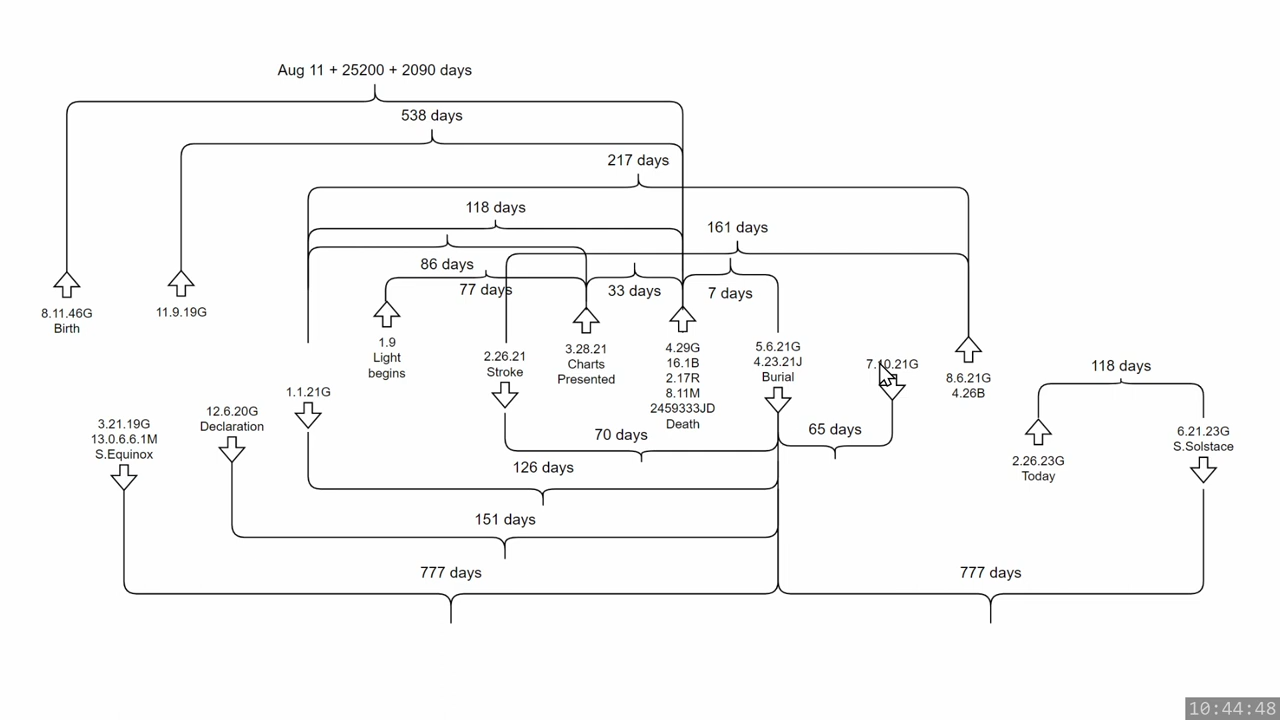 Aug 11 + 25200 + 2090 days
538 days
217 days
118 days
161 days
86 days
77 days
33 days
7 days
8.11.46G
Birth
11.9.19G
1.9
Light
begins
2.26.21
Stroke
3.28.21
Charts
Presented
4.29G
16.1B
2.17R
8.11M
2459333JD
Death
5.6.21G
4.23.21J
Burial
7.10.21G
8.6.21G
4.26B
118 days
3.21.19G
13.0.6.6.1M
S.Equinox
12.6.20G
Declaration
1.1.21G
70 days
65 days
2.26.23G
Today
6.21.23G
S.Solstace
126 days
151 days
777 days
777 days
10:44:48